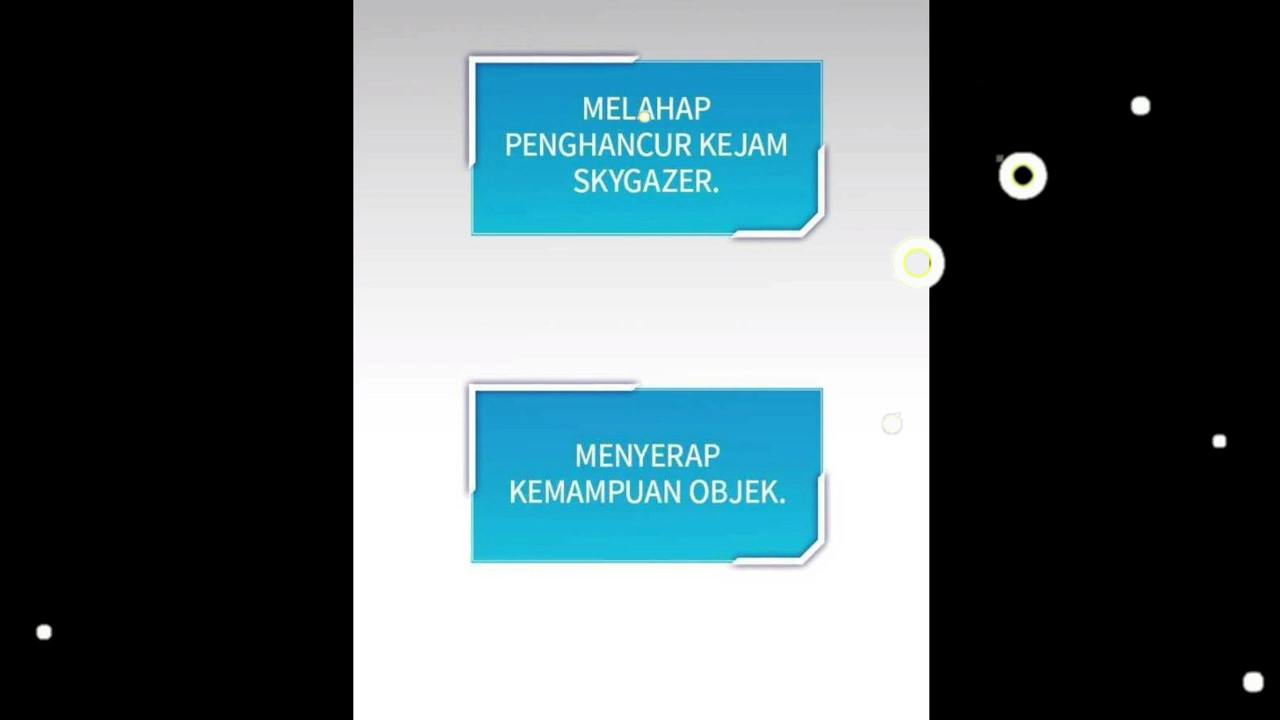 MELAHAP
PENGHANCUR KEJAM
SKYGAZER.
MENYERAP
KEMAMPUAN OBJEK.